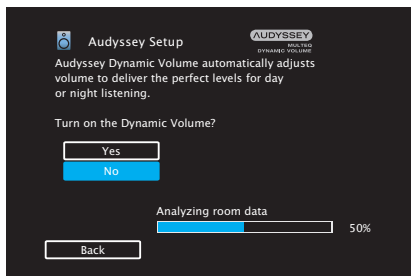 Audyssey Setup
AUDYSSEY
MULTEQ
DYNAMIC VOLUME
Audyssey Dynamic Volume automatically adjusts
volume to deliver the perfect levels for day
or night listening.
Turn on the Dynamic Volume?
Yes
No
Analyzing room data
50%
Back